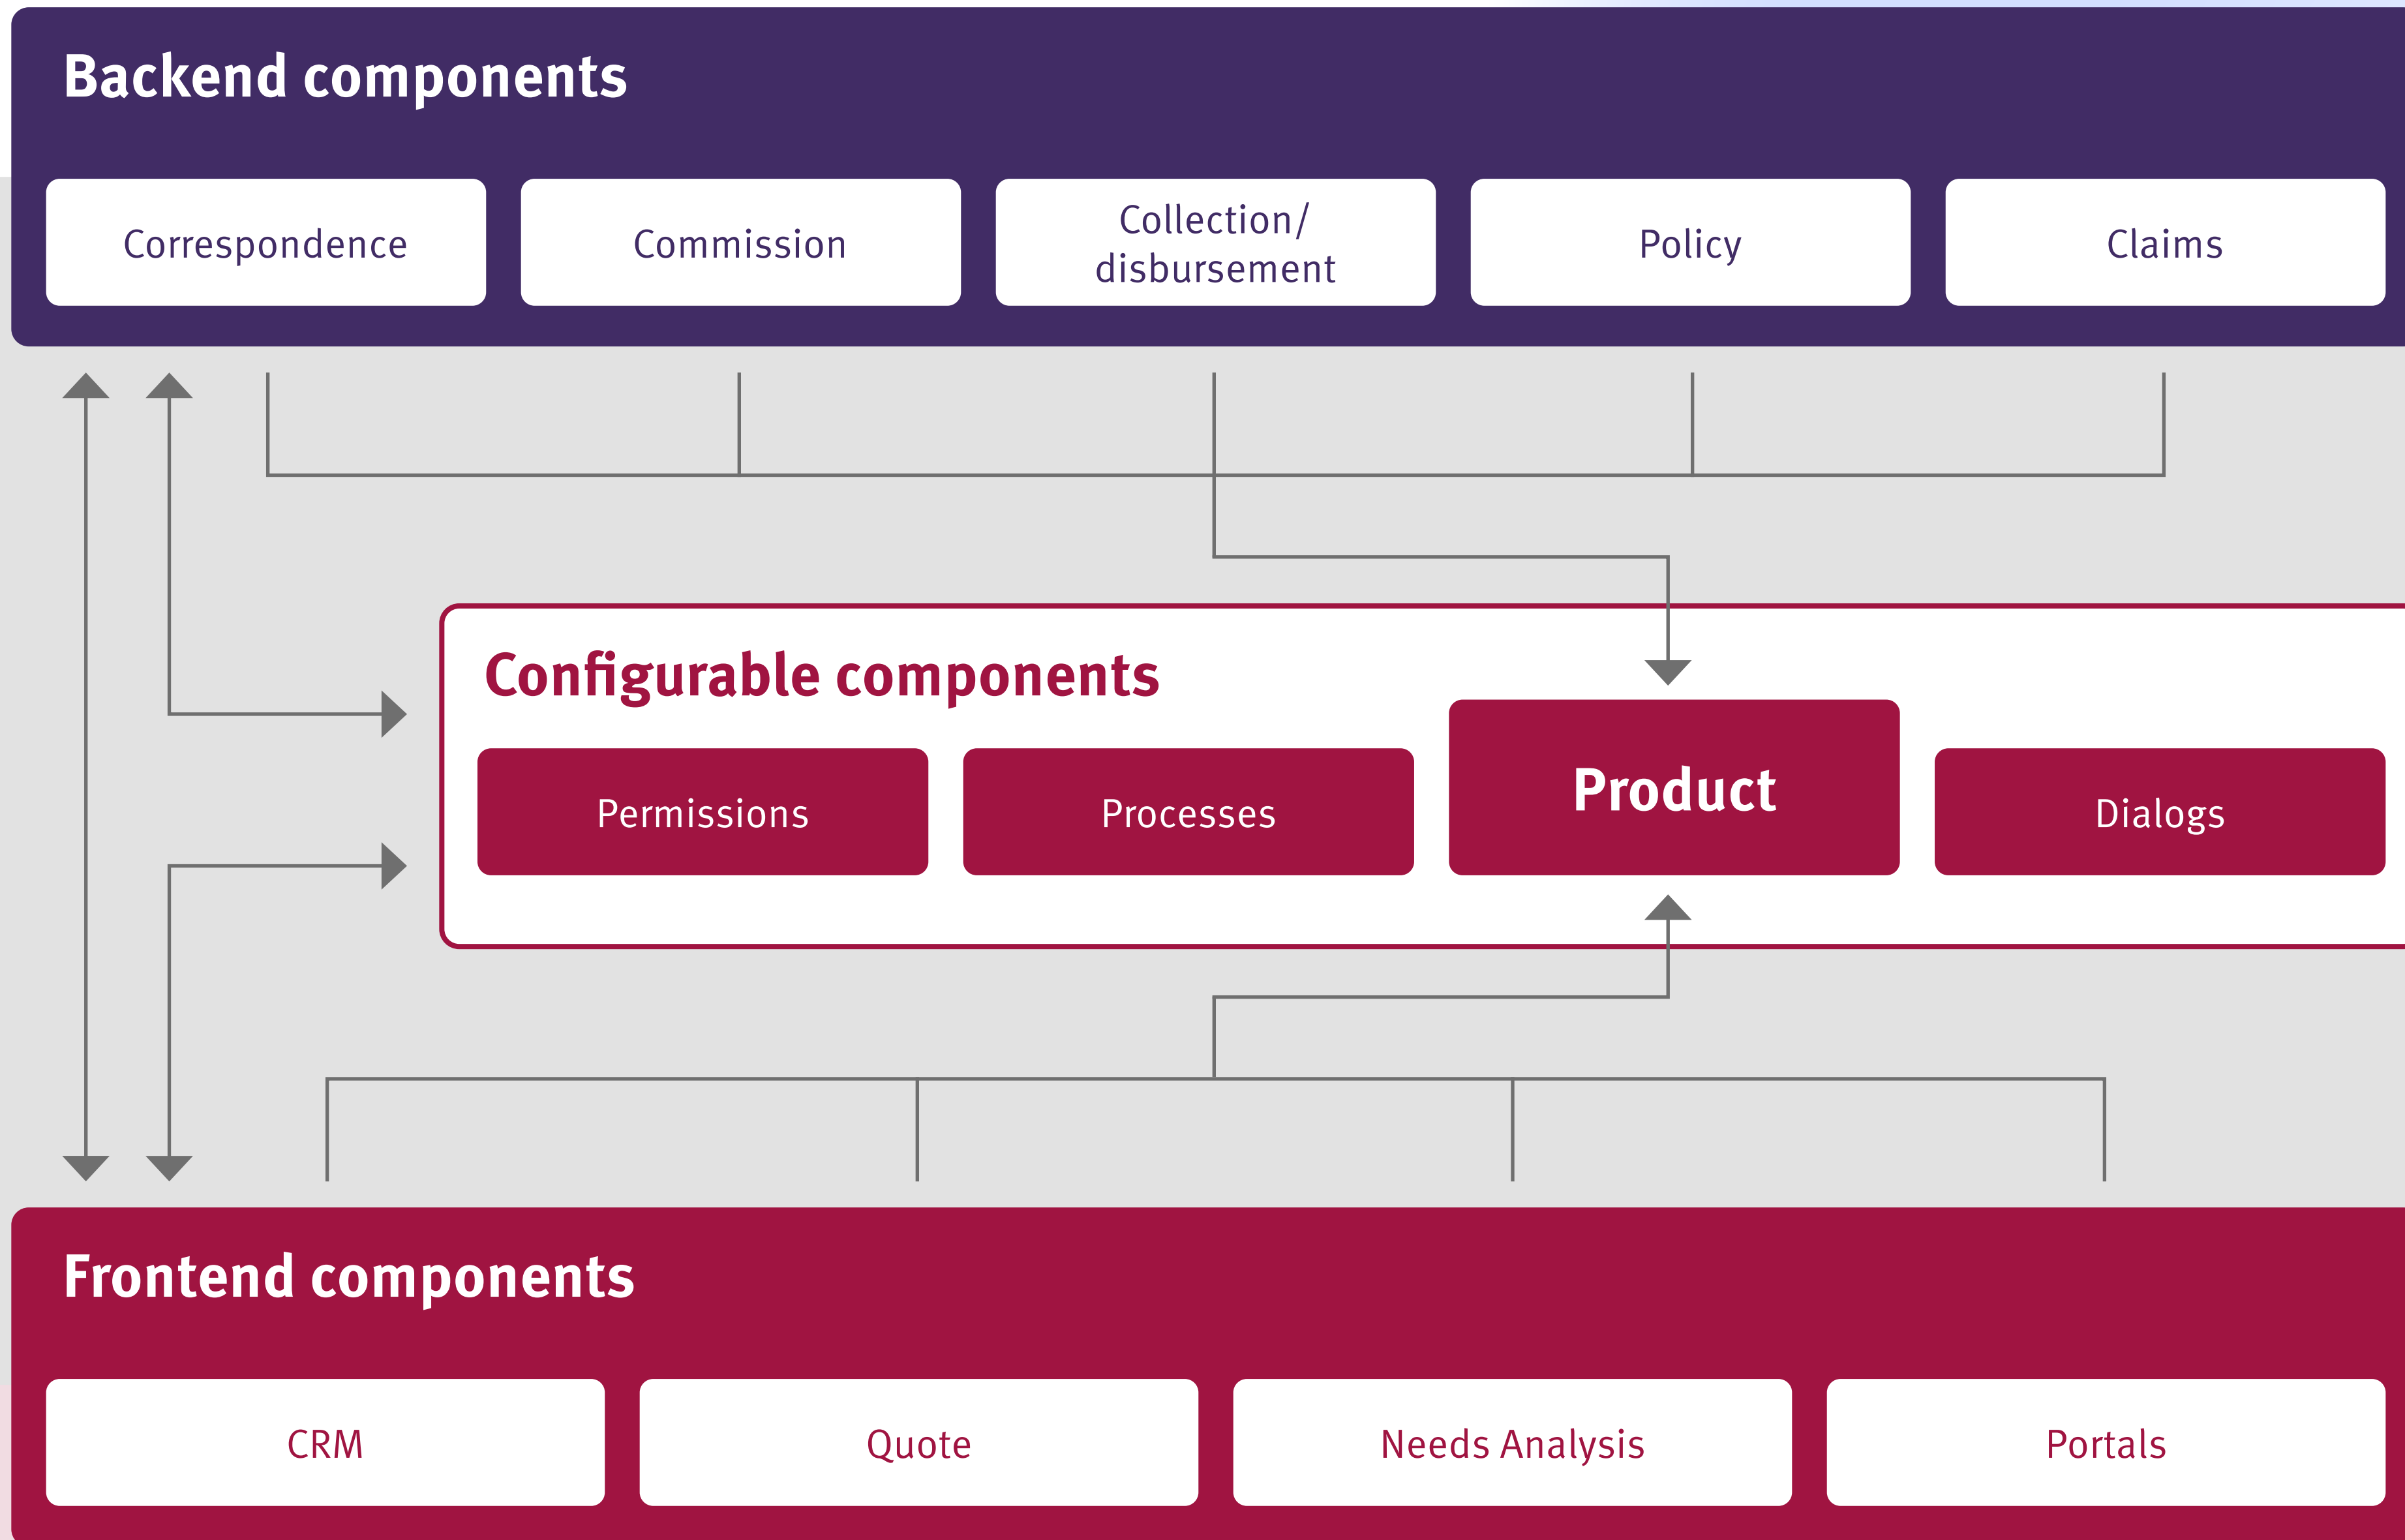 Backend components
Correspondence
Commission
Collection/
disbursement
Policy
Claims
Configurable components
Permissions
Processes
Product
Dialogs
Frontend components
CRM
Quote
Needs Analysis
Portals